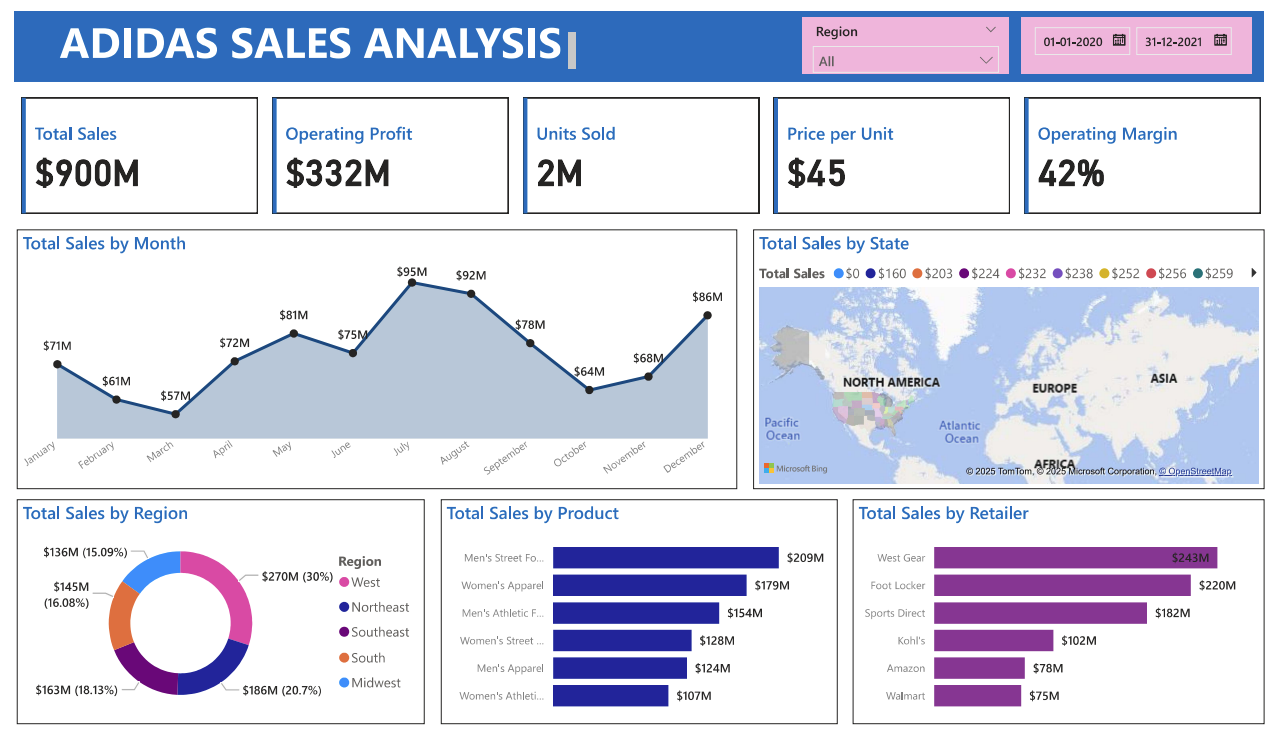 ADIDAS SALES ANALYSIS
Region
All
01-01-2020
31-12-2021
Total Sales
$900M
Operating Profit
$332M
Units Sold
2M
Price per Unit
$45
Operating Margin
42%
Total Sales by Month
$71M
$61M
$57M
$72M
$81M
$75M
$95M
$92M
$78M
$64M
$68M
$86M
January
February
March
April
May
June
July
August
September
October
November
December
Total Sales by State
Total Sales $0 $160 $203 $224 $232 $238 $252 $256 $259
NORTH AMERICA
EUROPE
ASIA
Pacific
Ocean
Atlantic
Ocean
AFRICA
Microsoft Bing
© 2025 TomTom, © 2025 Microsoft Corporation, © OpenStreetMap
Total Sales by Region
$136M (15.09%)
$145M
(16.08%)
$163M (18.13%)
$270M (30%)
$186M (20.7%)
Region
West
Northeast
Southeast
South
Midwest
Total Sales by Product
Men's Street Fo... $209M
Women's Apparel $179M
Men's Athletic F... $154M
Women's Street ... $128M
Men's Apparel $124M
Women's Athleti... $107M
Total Sales by Retailer
West Gear $243M
Foot Locker $220M
Sports Direct $182M
Kohl's $102M
Amazon $78M
Walmart $75M